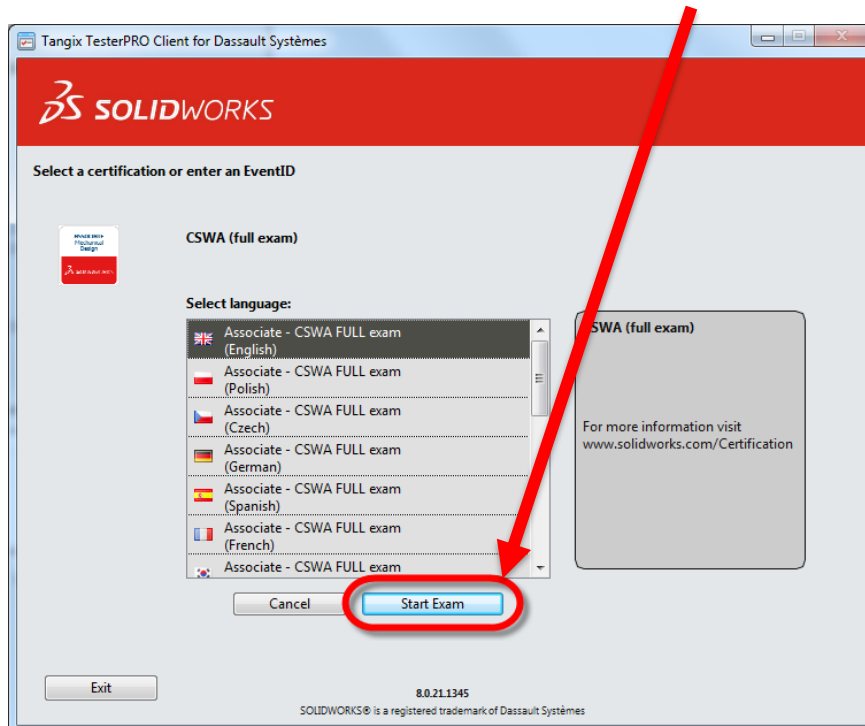 Tangix TesterPRO Client for Dassault Systèmes
SOLIDWORKS
Select a certification or enter an EventID
Mechanical
Design
CSWA (full exam)
Select language:
Associate - CSWA FULL exam
(English)
Associate - CSWA FULL exam
(Polish)
Associate - CSWA FULL exam
(Czech)
Associate - CSWA FULL exam
(German)
Associate - CSWA FULL exam
(Spanish)
Associate - CSWA FULL exam
(French)
Associate - CSWA FULL exam
CSWA (full exam)
For more information visit
www.solidworks.com/Certification
Cancel
Start Exam
Exit
8.0.21.1345
SOLIDWORKS® is a registered trademark of Dassault Systèmes